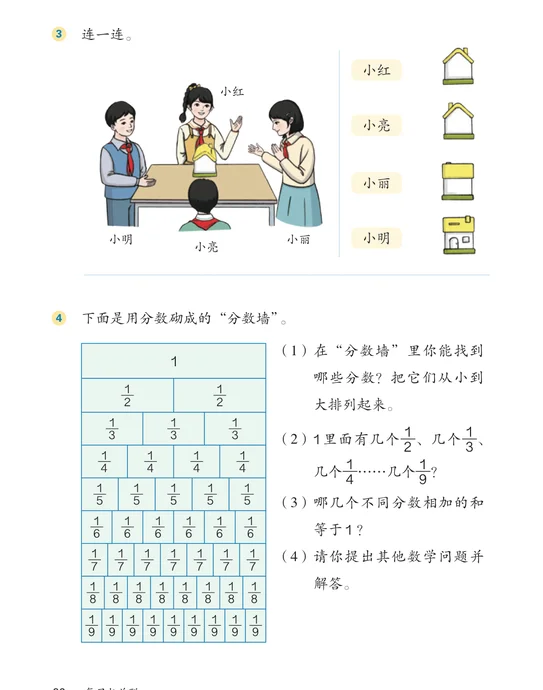 3 连一连。
小红
小明
小亮
小丽
小红
小亮
小丽
小明
4 下面是用分数砌成的“分数墙”。
1
1/2 1/2
1/3 1/3 1/3
1/4 1/4 1/4 1/4
1/5 1/5 1/5 1/5 1/5
1/6 1/6 1/6 1/6 1/6 1/6
1/7 1/7 1/7 1/7 1/7 1/7 1/7
1/8 1/8 1/8 1/8 1/8 1/8 1/8 1/8
1/9 1/9 1/9 1/9 1/9 1/9 1/9 1/9 1/9
(1) 在“分数墙”里你能找到
哪些分数？把它们从小到
大排列起来。
(2) 1里面有几个1/2、几个1/3、
几个1/4……几个1/9？
(3) 哪几个不同分数相加的和
等于1？
(4) 请你提出其他数学问题并
解答。